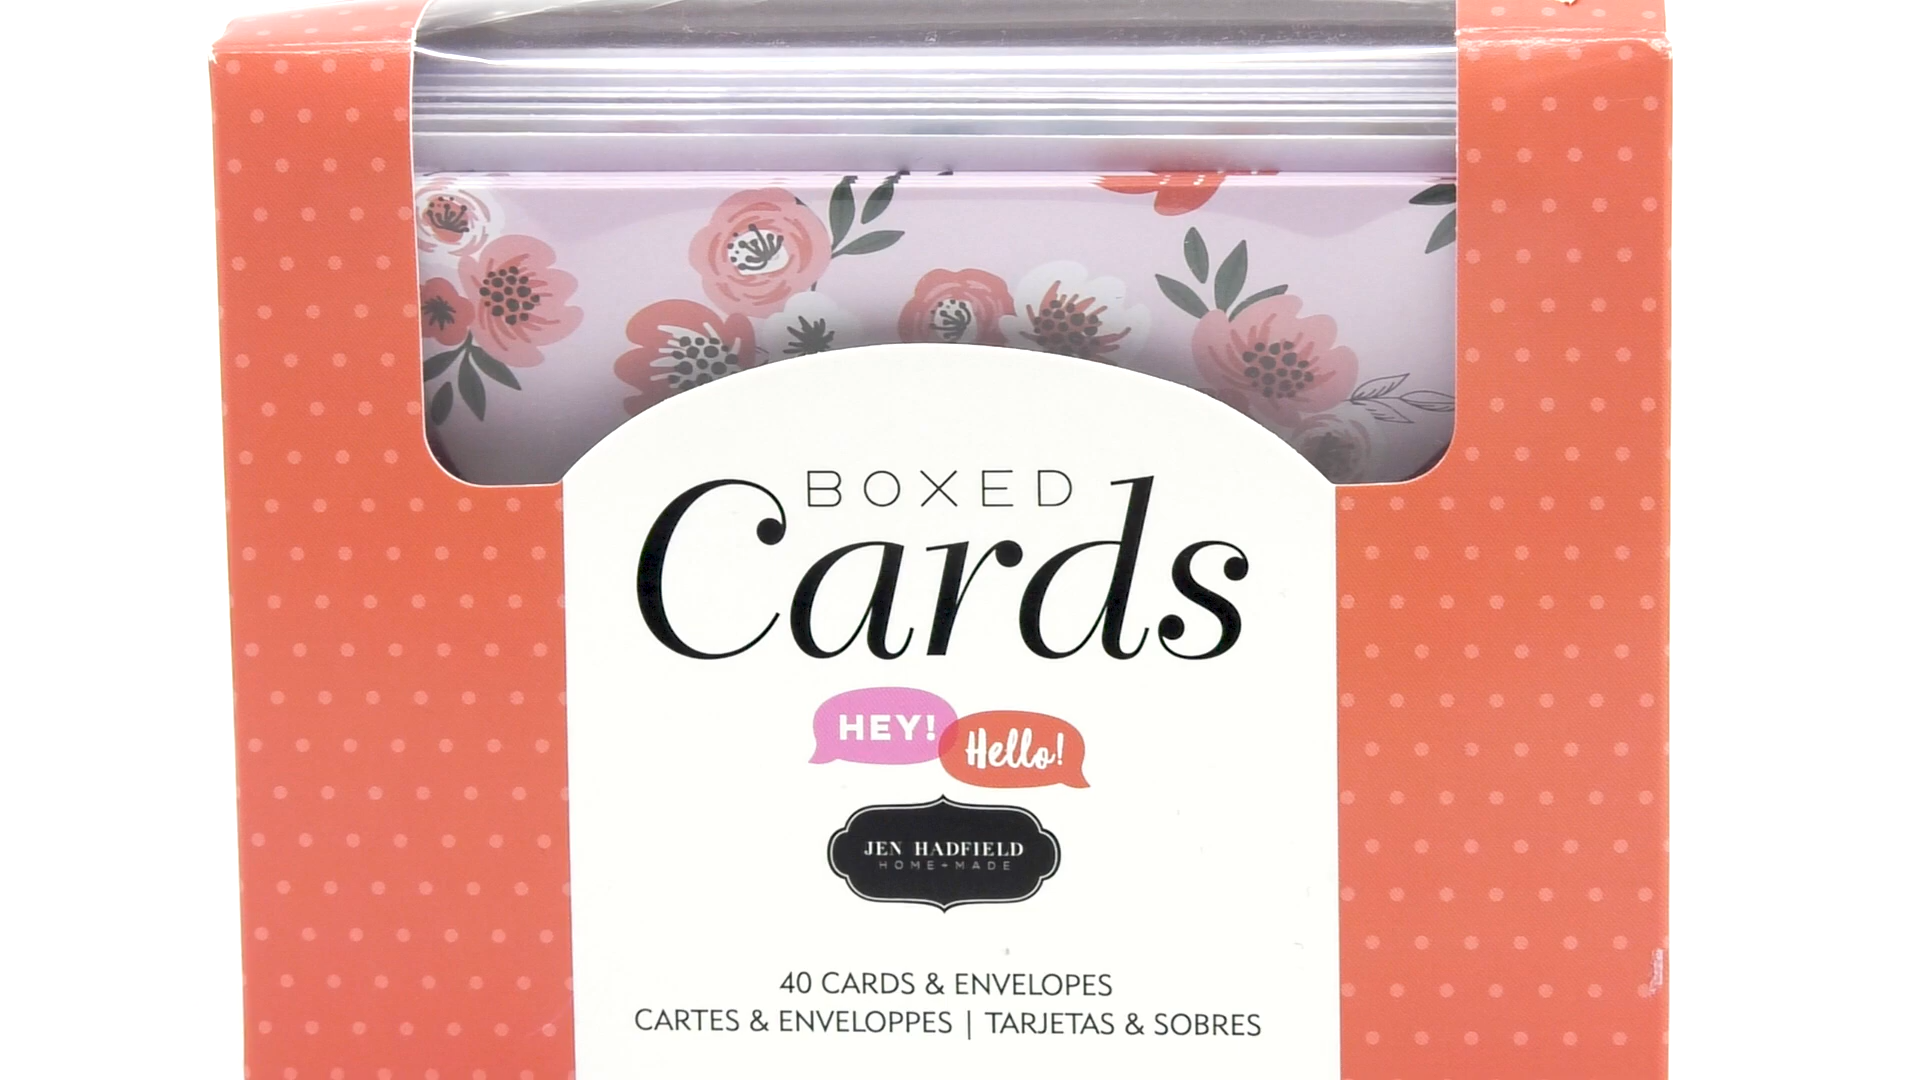 BOXED
Cards
HEY!
Hello!
JEN HADFIELD
HOME+MADE
40 CARDS & ENVELOPES
CARTES & ENVELOPPES | TARJETAS & SOBRES